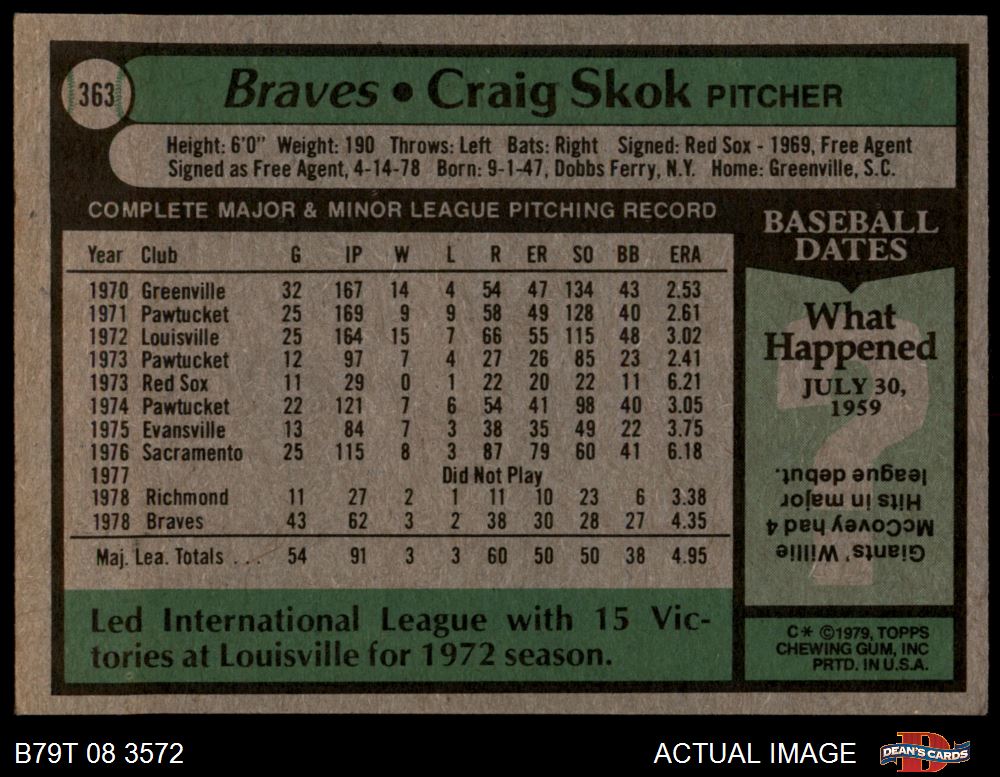 363
Braves • Craig Skok PITCHER
Height: 6'0" Weight: 190 Throws: Left Bats: Right Signed: Red Sox - 1969, Free Agent
Signed as Free Agent, 4-14-78 Born: 9-1-47, Dobbs Ferry, N.Y. Home: Greenville, S.C.
COMPLETE MAJOR & MINOR LEAGUE PITCHING RECORD
Year Club G IP W L R ER SO BB ERA
1970 Greenville 32 167 14 4 54 47 134 43 2.53
1971 Pawtucket 25 169 9 9 58 49 128 40 2.61
1972 Louisville 25 164 15 7 66 55 115 48 3.02
1973 Pawtucket 12 97 7 4 27 26 85 23 2.41
1973 Red Sox 11 29 0 1 22 20 22 11 6.21
1974 Pawtucket 22 121 7 6 54 41 98 40 3.05
1975 Evansville 13 84 7 3 38 35 49 22 3.75
1976 Sacramento 25 115 8 3 87 79 60 41 6.18
1977 Did Not Play
1978 Richmond 11 27 2 1 11 10 23 6 3.38
1978 Braves 43 62 3 2 38 30 28 27 4.35
Maj. Lea. Totals . . . 54 91 3 3 60 50 50 38 4.95
Led International League with 15 Vic-
tories at Louisville for 1972 season.
BASEBALL
DATES
What
Happened
JULY 30,
1959
?
Giants' Willie
McCovey had 4
Hits in major
league debut.
C* ©1979, TOPPS
CHEWING GUM, INC
PRTD. IN U.S.A.
B79T 08 3572
ACTUAL IMAGE
D
DEAN'S CARDS